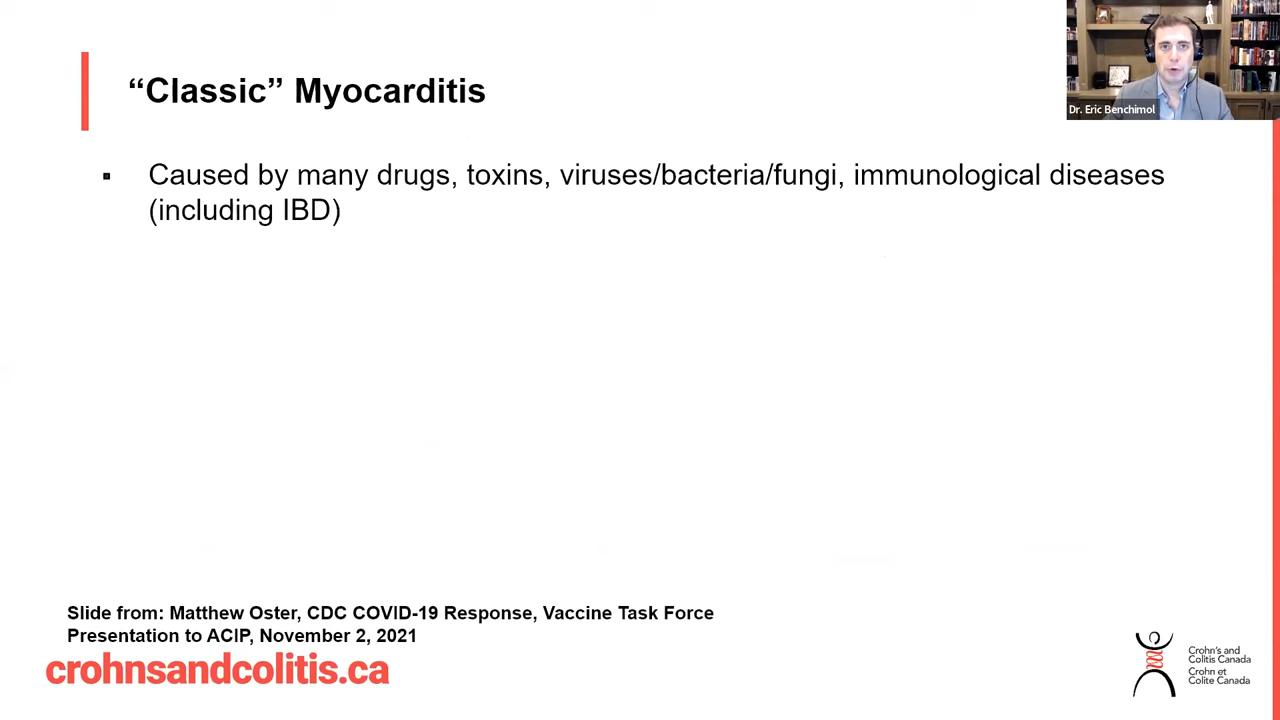 Dr. Eric Benchimol
“Classic” Myocarditis
▪ Caused by many drugs, toxins, viruses/bacteria/fungi, immunological diseases
(including IBD)
Slide from: Matthew Oster, CDC COVID-19 Response, Vaccine Task Force
Presentation to ACIP, November 2, 2021
crohnsandcolitis.ca
Crohn's and
Colitis Canada
Crohn et
Colite Canada